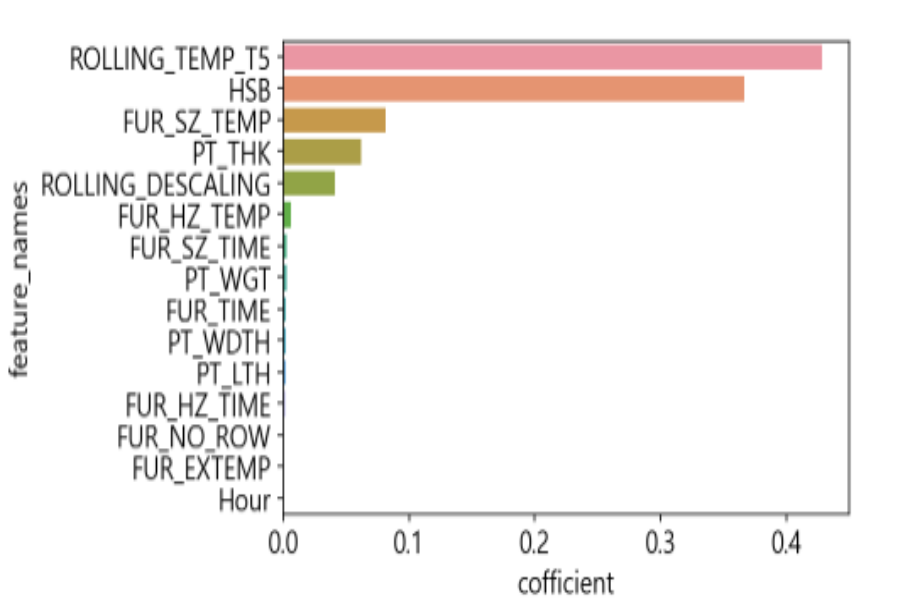 ROLLING_TEMP_T5
HSB
FUR_SZ_TEMP
PT_THK
ROLLING_DESCALING
FUR_HZ_TEMP
FUR_SZ_TIME
PT_WGT
FUR_TIME
PT_WDTH
PT_LTH
FUR_HZ_TIME
FUR_NO_ROW
FUR_EXTEMP
Hour
feature_names
0.0 0.1 0.2 0.3 0.4
cofficient